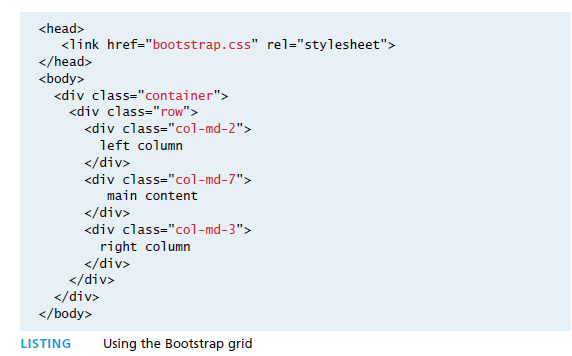 <head>
<link href="bootstrap.css" rel="stylesheet">
</head>
<body>
<div class="container">
<div class="row">
<div class="col-md-2">
left column
</div>
<div class="col-md-7">
main content
</div>
<div class="col-md-3">
right column
</div>
</div>
</div>
</body>
LISTING Using the Bootstrap grid